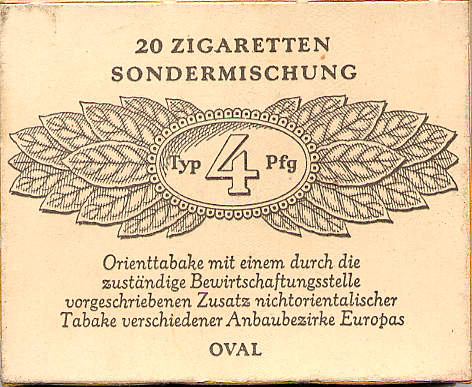 20 ZIGARETTEN
SONDERMISCHUNG
Typ 4 Pfg
Orienttabake mit einem durch die
zuständige Bewirtschaftungsstelle
vorgeschriebenen Zusatz nichtorientalischer
Tabake verschiedener Anbaubezirke Europas
OVAL